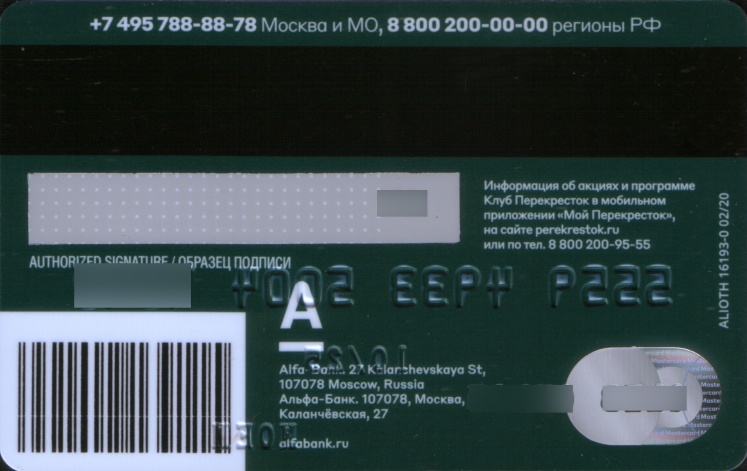 +7 495 788-88-78 Москва и МО, 8 800 200-00-00 регионы РФ
Информация об акциях и программе
Клуб Перекресток в мобильном
приложении «Мой Перекресток»,
на сайте perekrestok.ru
или по тел. 8 800 200-95-55
AUTHORIZED SIGNATURE / ОБРАЗЕЦ ПОДПИСИ
ALIOTH 16193-0 02/20
А
Alfa-Bank. 27 Kalanchevskaya St,
107078 Moscow, Russia
Альфа-Банк. 107078, Москва,
Каланчёвская, 27
alfabank.ru